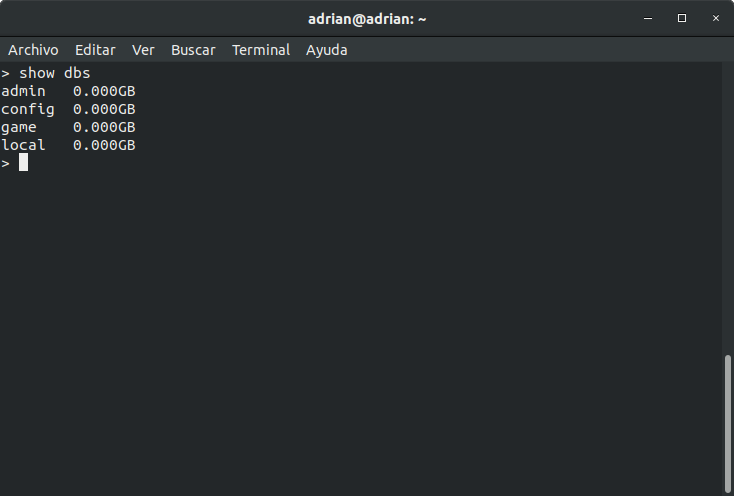 adrian@adrian: ~
Archivo Editar Ver Buscar Terminal Ayuda
> show dbs
admin   0.000GB
config  0.000GB
game    0.000GB
local   0.000GB
>